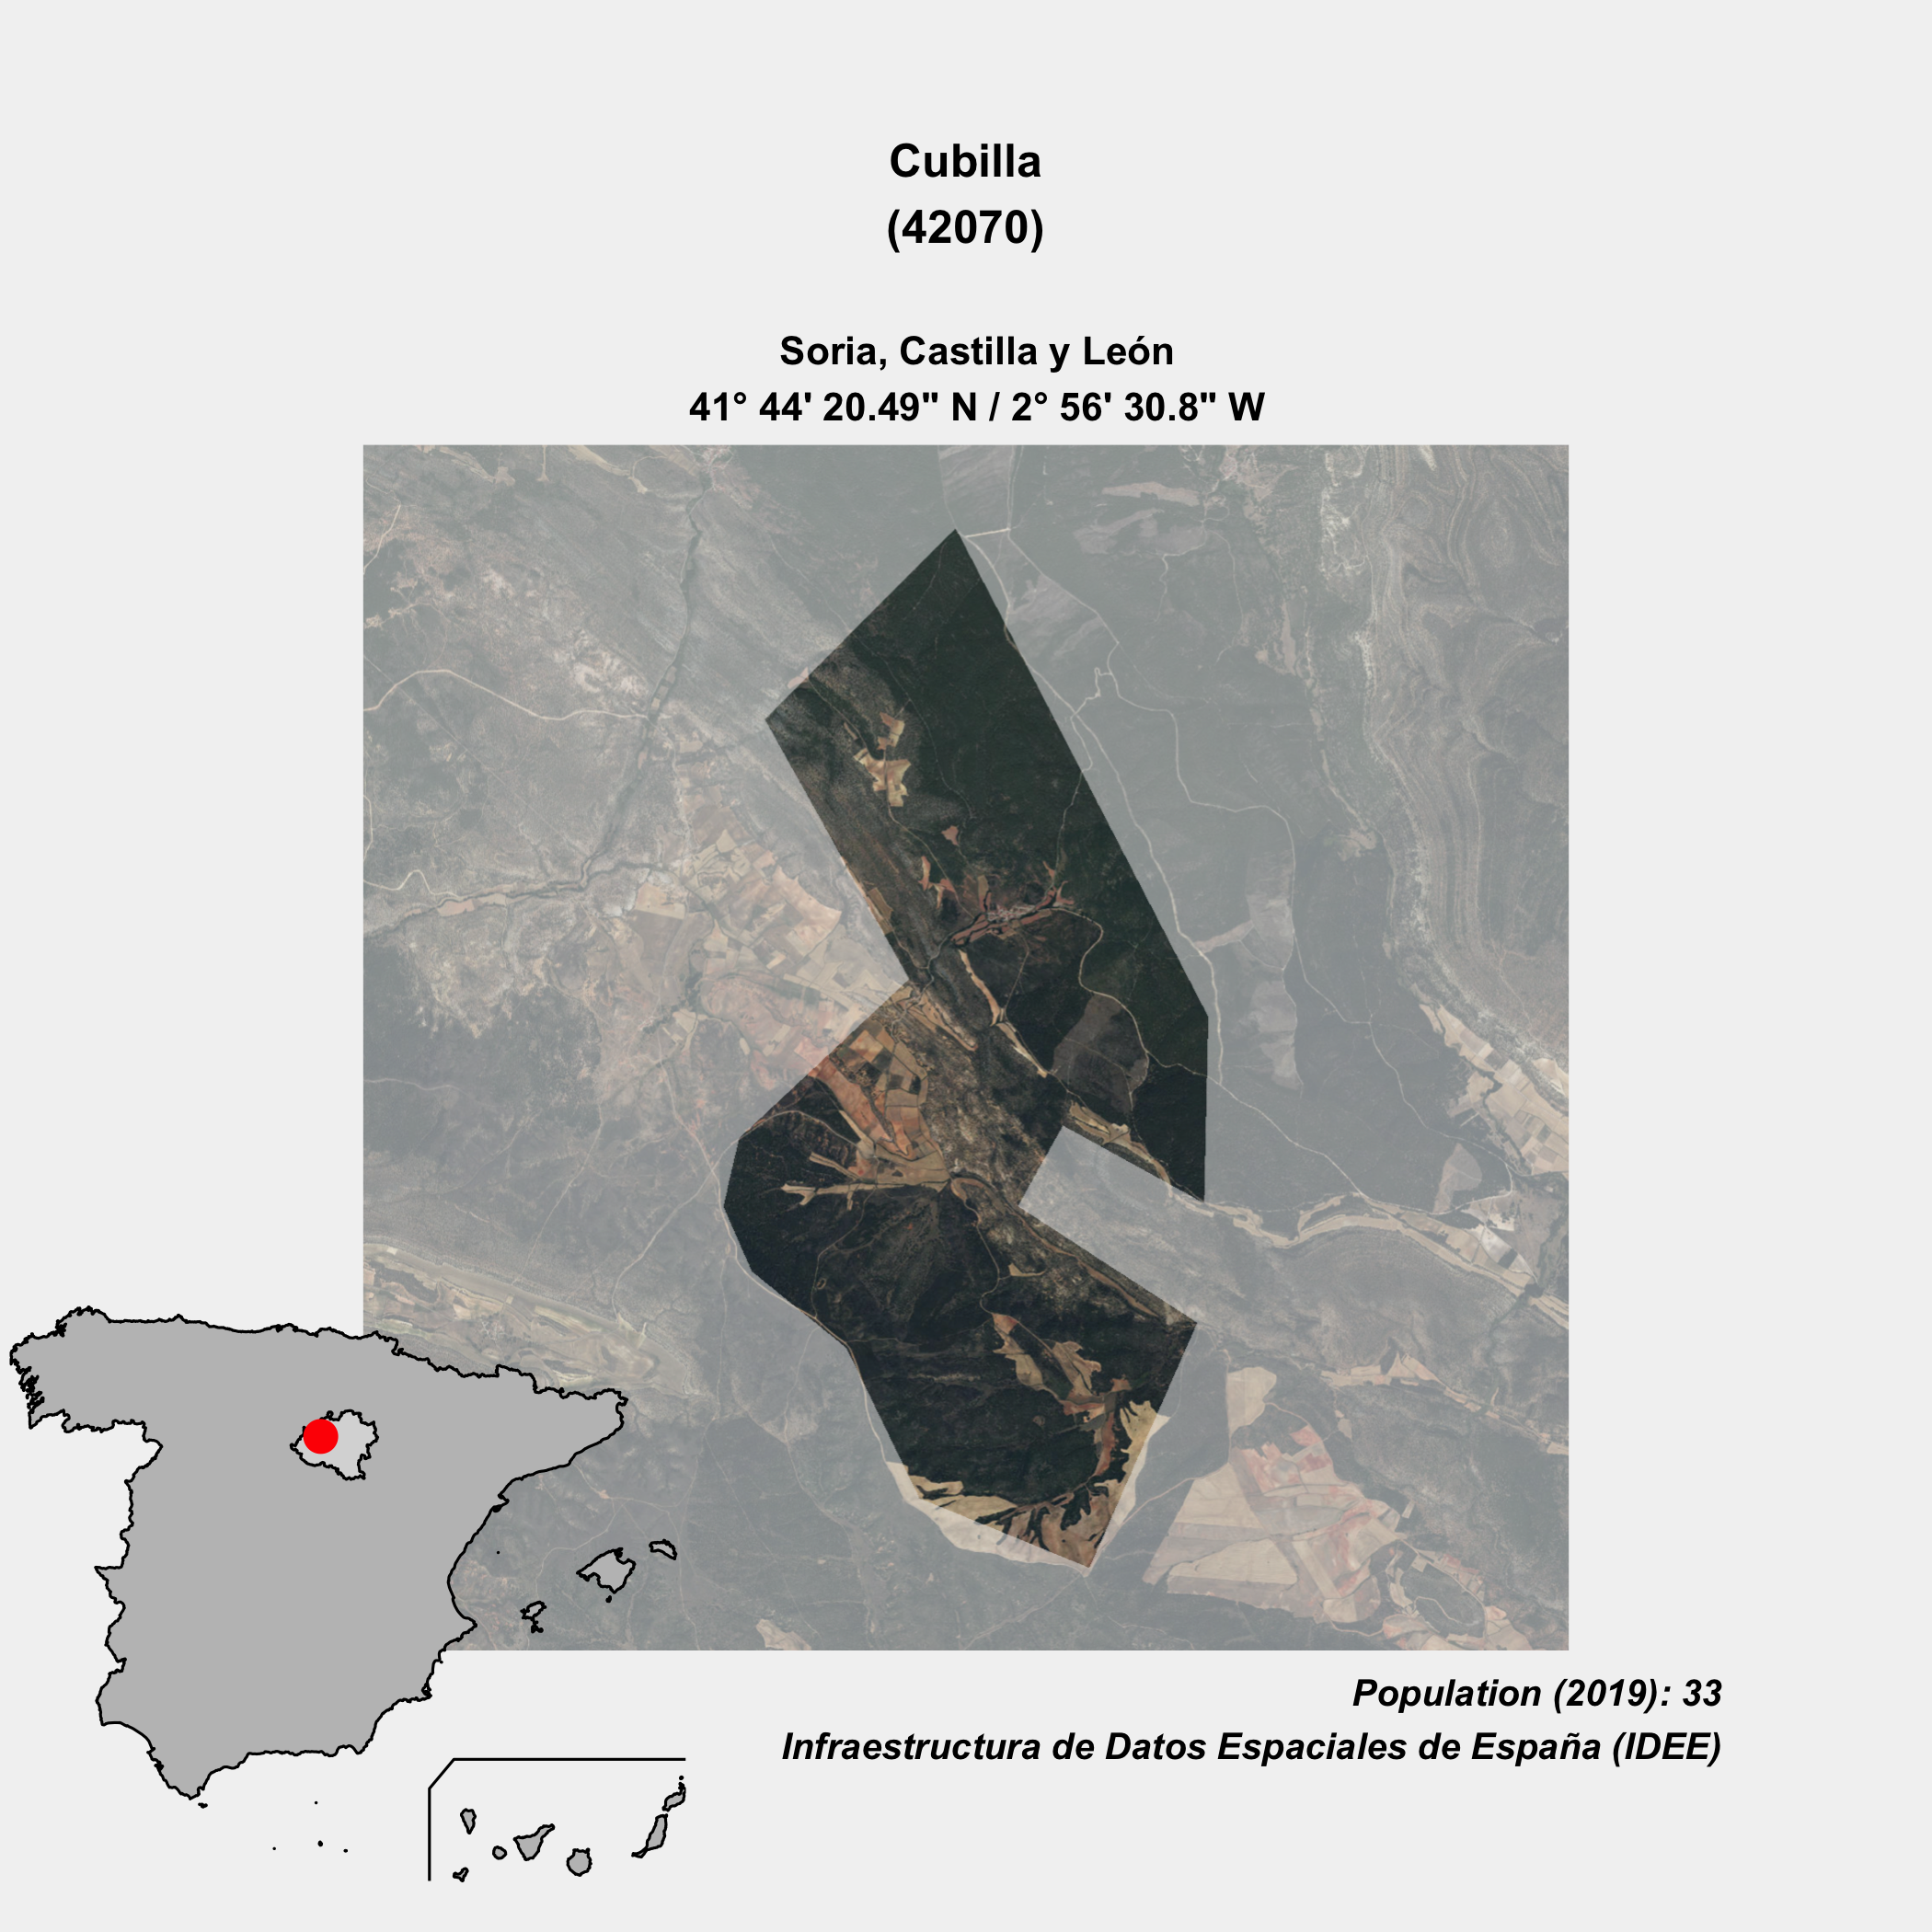 Cubilla
(42070)
Soria, Castilla y León
41° 44' 20.49" N / 2° 56' 30.8" W
Population (2019): 33
Infraestructura de Datos Espaciales de España (IDEE)